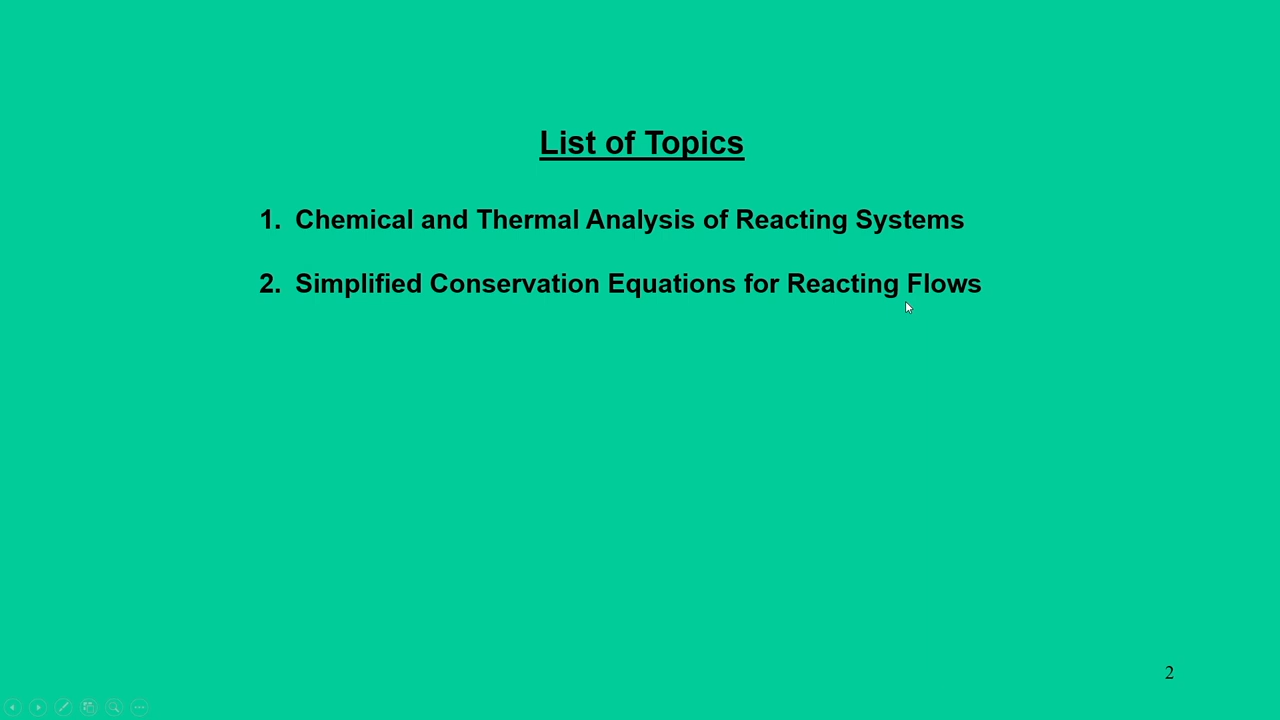 List of Topics
1. Chemical and Thermal Analysis of Reacting Systems
2. Simplified Conservation Equations for Reacting Flows
2